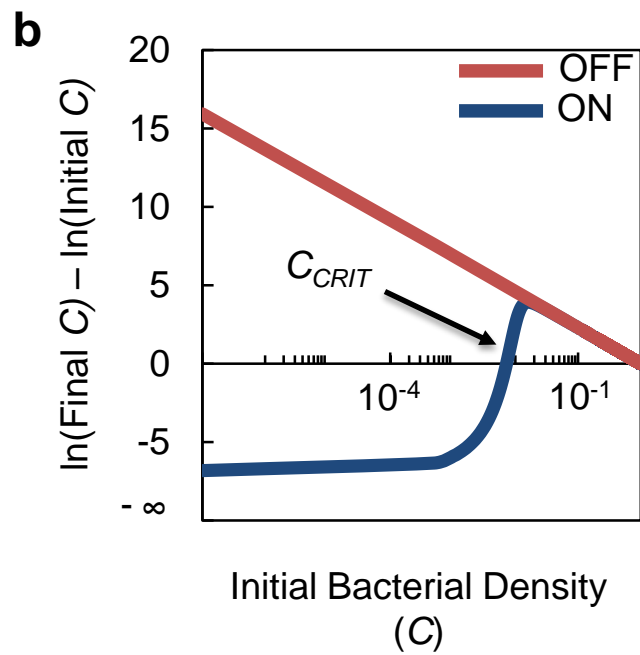 b
ln(Final C) – ln(Initial C)
20
15
10
5
0
-5
- ∞
OFF
ON
C_CRIT
10^-4
10^-1
Initial Bacterial Density
(C)